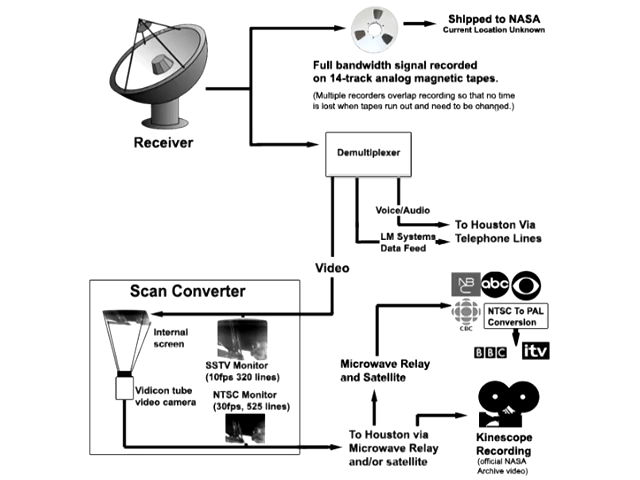 Shipped to NASA
Current Location Unknown
Full bandwidth signal recorded
on 14-track analog magnetic tapes.
(Multiple recorders overlap recording so that no time
is lost when tapes run out and need to be changed.)
Receiver
Demultiplexer
Voice/Audio
To Houston Via
Telephone Lines
LM Systems
Data Feed
Video
Scan Converter
Internal
screen
SSTV Monitor
(10fps 320 lines)
Vidicon tube
video camera
NTSC Monitor
(30fps, 525 lines)
NBC
abc
CBC
NTSC To PAL
Conversion
BBC
itv
Microwave Relay
and Satellite
To Houston via
Microwave Relay
and/or satellite
Kinescope
Recording
(official NASA
Archive video)